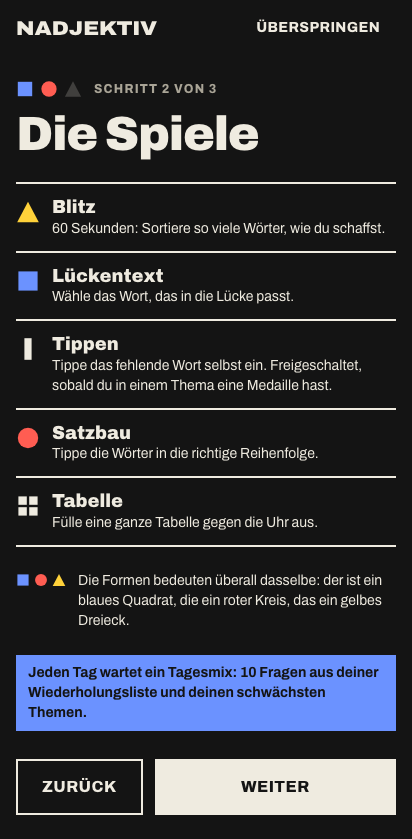 NADJEKTIV
ÜBERSPRINGEN
SCHRITT 2 VON 3
Die Spiele
Blitz
60 Sekunden: Sortiere so viele Wörter, wie du schaffst.
Lückentext
Wähle das Wort, das in die Lücke passt.
Tippen
Tippe das fehlende Wort selbst ein. Freigeschaltet,
sobald du in einem Thema eine Medaille hast.
Satzbau
Tippe die Wörter in die richtige Reihenfolge.
Tabelle
Fülle eine ganze Tabelle gegen die Uhr aus.
Die Formen bedeuten überall dasselbe: der ist ein
blaues Quadrat, die ein roter Kreis, das ein gelbes
Dreieck.
Jeden Tag wartet ein Tagesmix: 10 Fragen aus deiner
Wiederholungsliste und deinen schwächsten
Themen.
ZURÜCK
WEITER